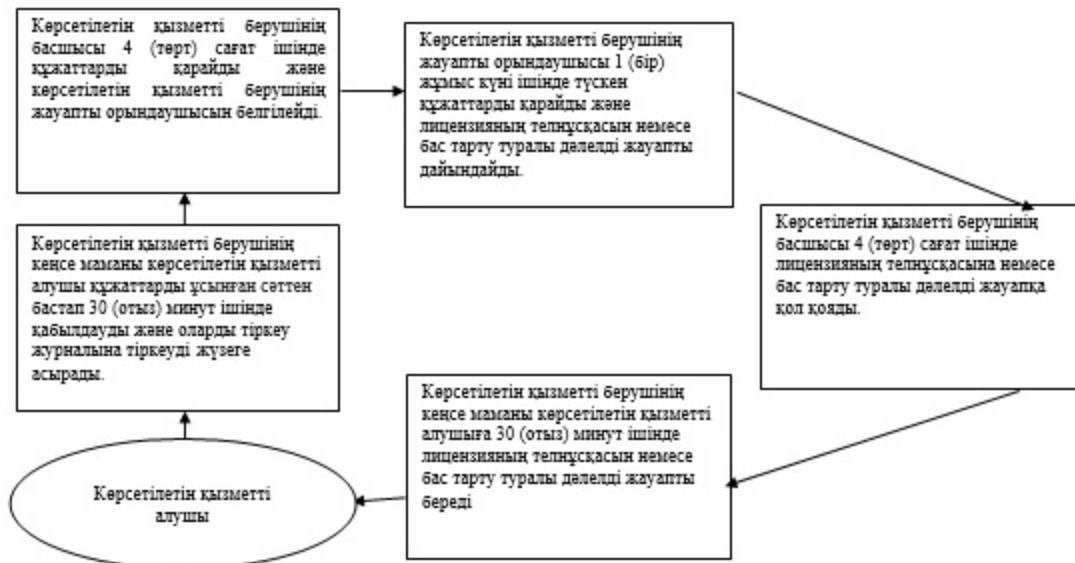 Көрсетілетін қызметті берушінің
басшысы 4 (төрт) сағат ішінде
құжаттарды қарайды және
көрсетілетін қызметті берушінің
жауапты орындаушысын белгілейді.
Көрсетілетін қызметті берушінің
жауапты орындаушысы 1 (бір)
жұмыс күні ішінде түскен
құжаттарды қарайды және
лицензияның телнұсқасын немесе
бас тарту туралы дәлелді жауапты
дайындайды.
Көрсетілетін қызметті берушінің
басшысы 4 (төрт) сағат ішінде
лицензияның телнұсқасына немесе
бас тарту туралы дәлелді жауапқа
қол қояды.
Көрсетілетін қызметті берушінің
кеңсе маманы көрсетілетін қызметті
алушы құжаттарды ұсынған сәттен
бастап 30 (отыз) минут ішінде
қабылдауды және оларды тіркеу
журналына тіркеуді жүзеге
асырады.
Көрсетілетін қызметті берушінің
кеңсе маманы көрсетілетін қызметті
алушыға 30 (отыз) минут ішінде
лицензияның телнұсқасын немесе
бас тарту туралы дәлелді жауапты
береді
Көрсетілетін қызметті
алушы